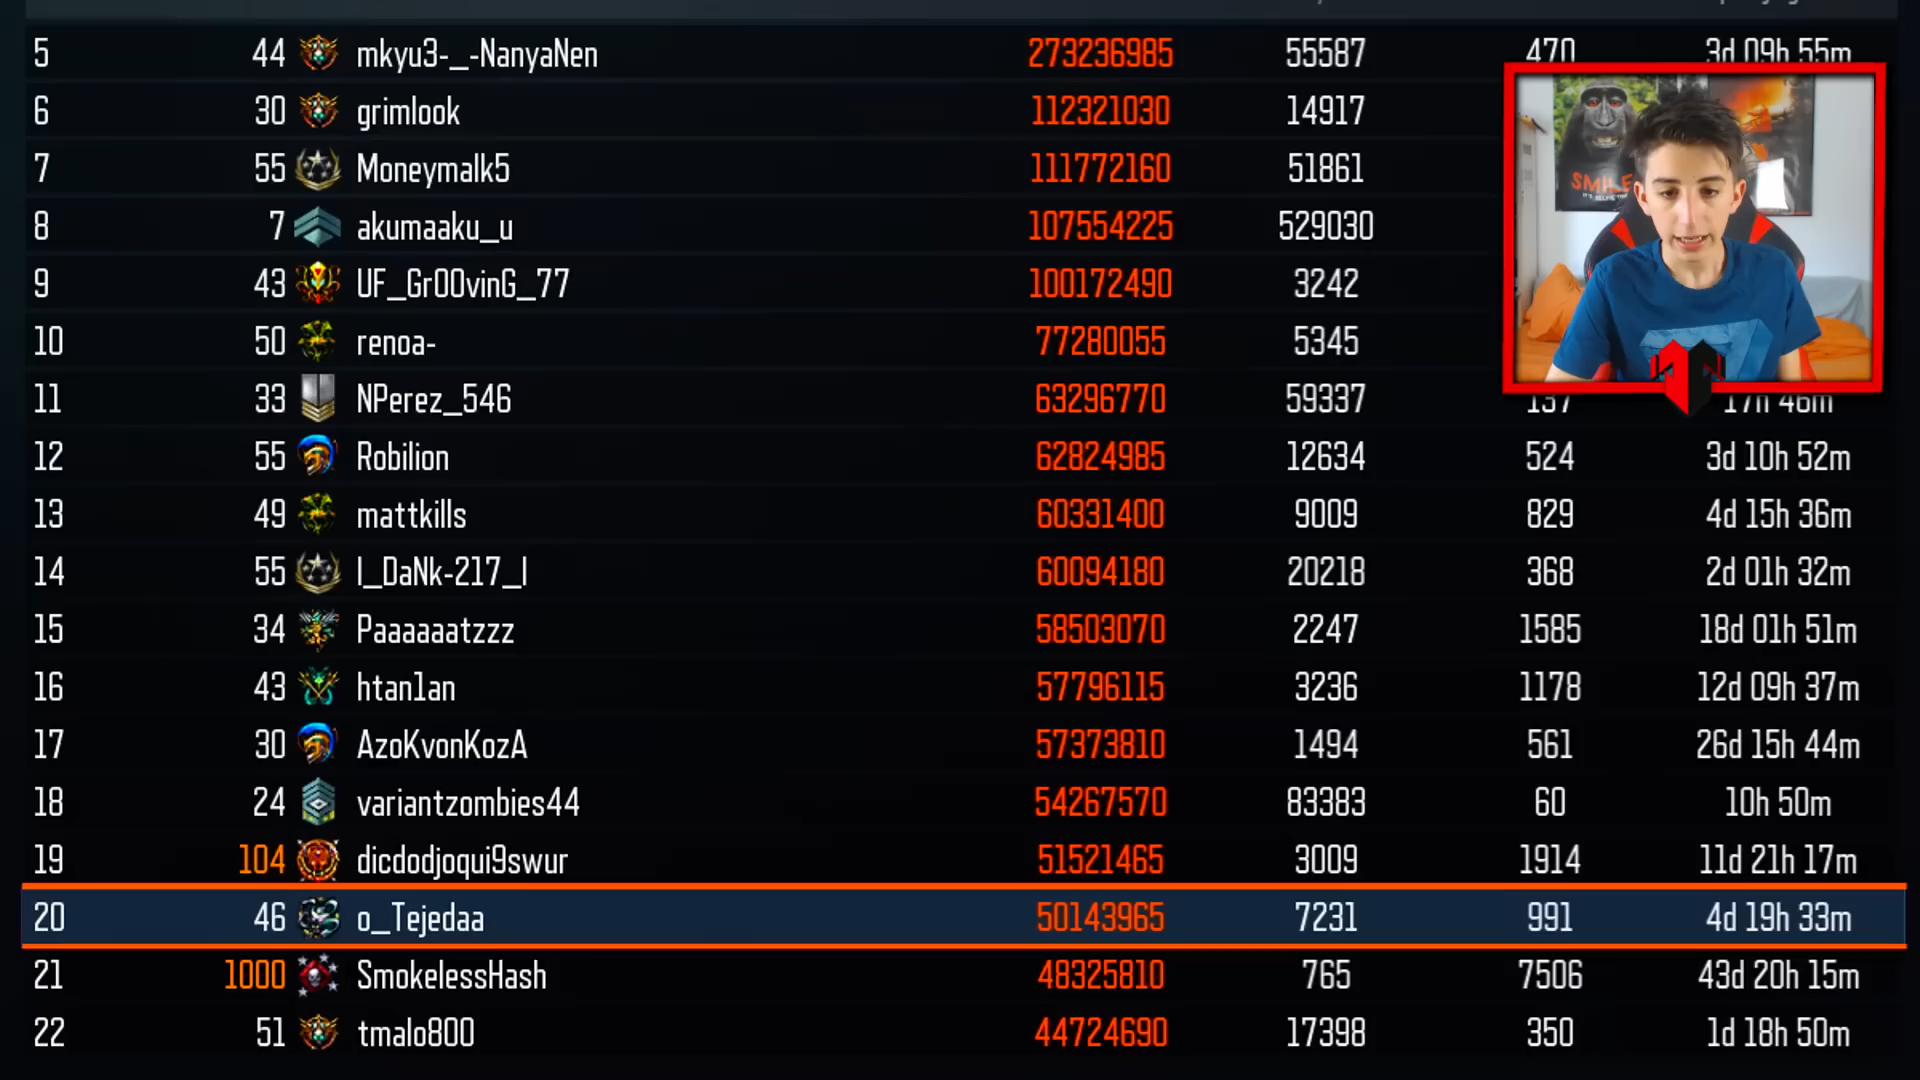 5 44 mkyu3-_-NanyaNen 273236985 55587 470 3d 09h 55m
6 30 grimlook 112321030 14917
7 55 Moneymalk5 111772160 51861
8 7 akumaaku_u 107554225 529030
9 43 UF_Gr00vinG_77 100172490 3242
10 50 renoa- 77280055 5345
11 33 NPerez_546 63296770 59337 137 17h 46m
12 55 Robilion 62824985 12634 524 3d 10h 52m
13 49 mattkills 60331400 9009 829 4d 15h 36m
14 55 l_DaNk-217_l 60094180 20218 368 2d 01h 32m
15 34 Paaaaaatzzz 58503070 2247 1585 18d 01h 51m
16 43 htan1an 57796115 3236 1178 12d 09h 37m
17 30 AzoKvonKozA 57373810 1494 561 26d 15h 44m
18 24 variantzombies44 54267570 83383 60 10h 50m
19 104 dicdodjoqui9swur 51521465 3009 1914 11d 21h 17m
20 46 o_Tejedaa 50143965 7231 991 4d 19h 33m
21 1000 SmokelessHash 48325810 765 7506 43d 20h 15m
22 51 tmalo800 44724690 17398 350 1d 18h 50m
SMILE